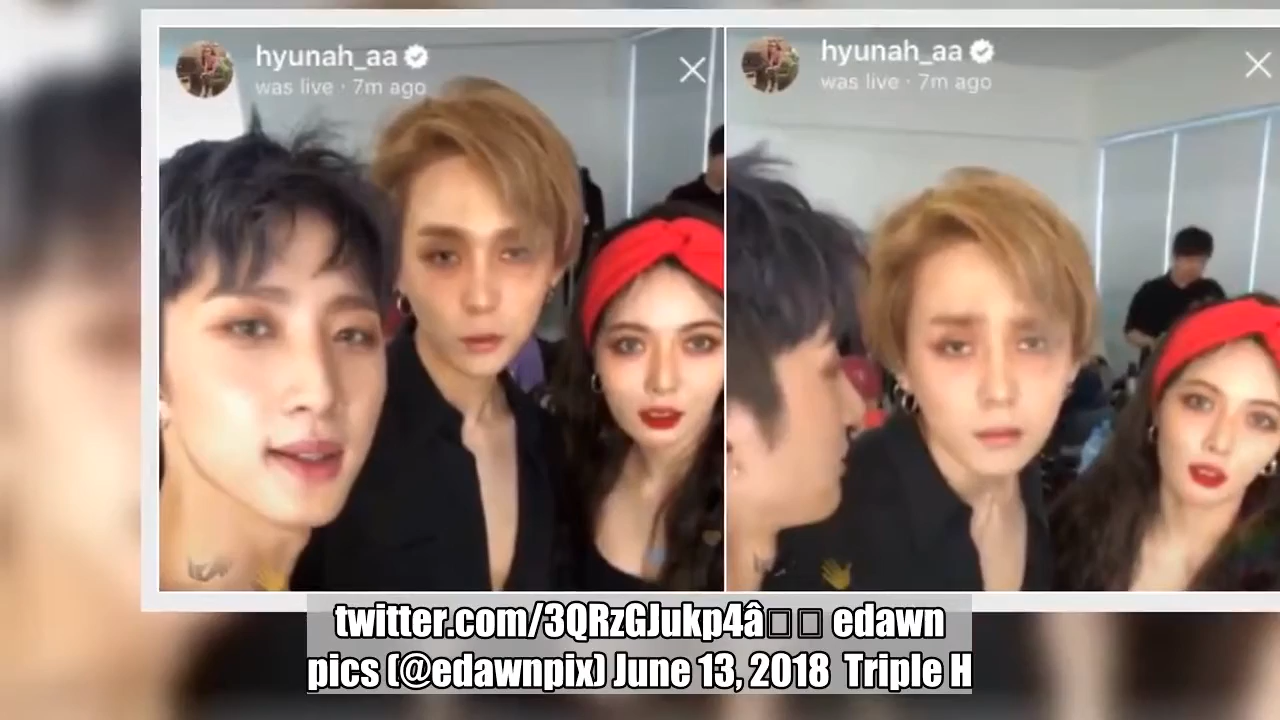 hyunah_aa
was live · 7m ago
hyunah_aa
was live · 7m ago
twitter.com/3QRzGJukp4â□□ edawn
pics (@edawnpix) June 13, 2018 Triple H